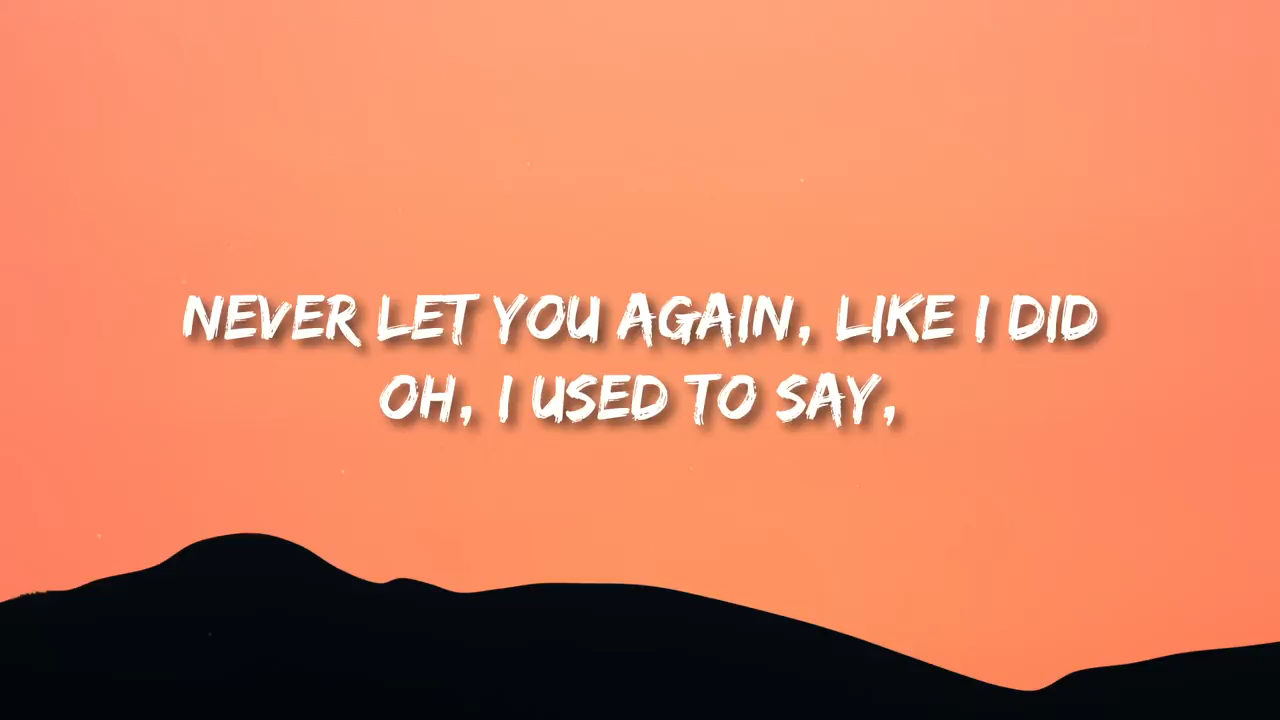 NEVER LET YOU AGAIN, LIKE I DID
OH, I USED TO SAY,